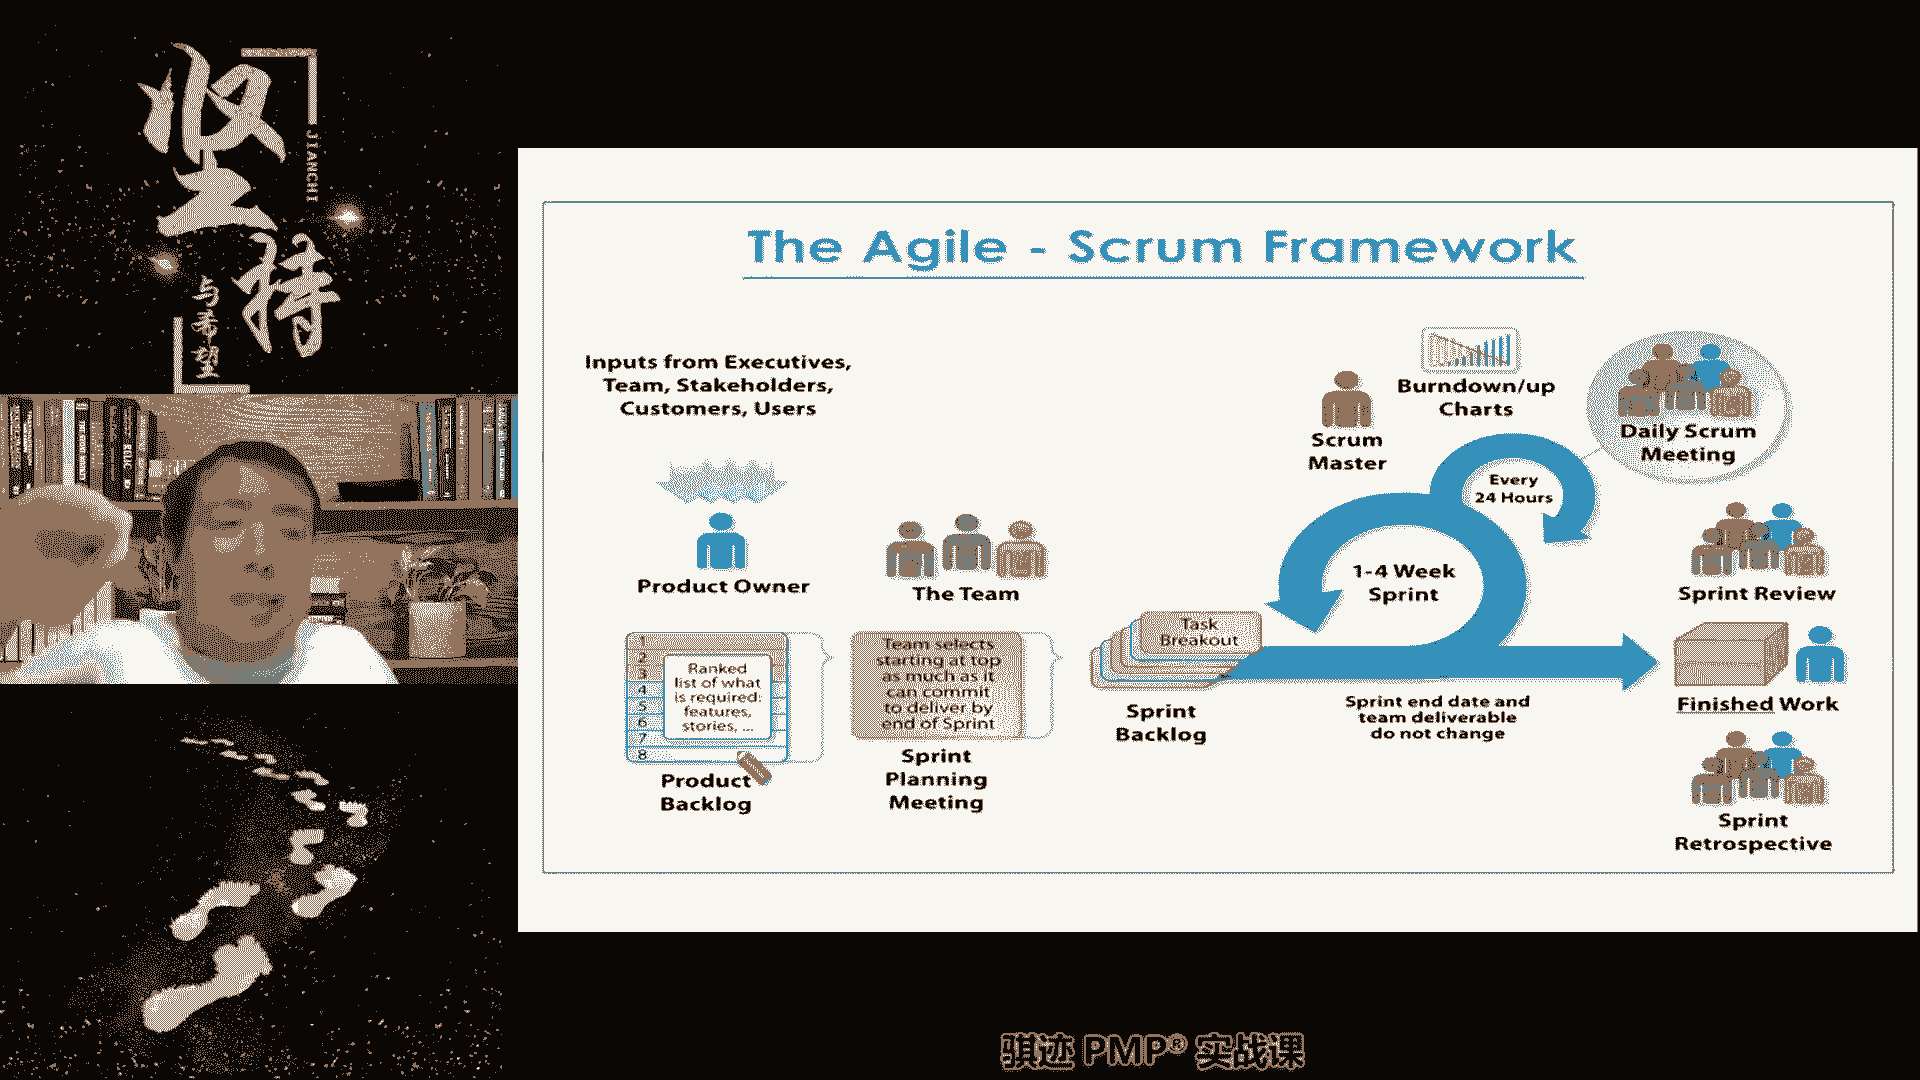 坚持
JIANCHI
与希望
The Agile - Scrum Framework
Inputs from Executives,
Team, Stakeholders,
Customers, Users
Product Owner
The Team
1
2
3
4
5
6
7
8
Ranked
list of what
is required:
features,
stories, ...
Product
Backlog
Team selects
starting at top
as much as it
can commit
to deliver by
end of Sprint
Sprint
Planning
Meeting
Task
Breakout
Sprint
Backlog
Scrum
Master
Burndown/up
Charts
Every
24 Hours
1-4 Week
Sprint
Sprint end date and
team deliverable
do not change
Daily Scrum
Meeting
Sprint Review
Finished Work
Sprint
Retrospective
骐迹 PMP® 实战课